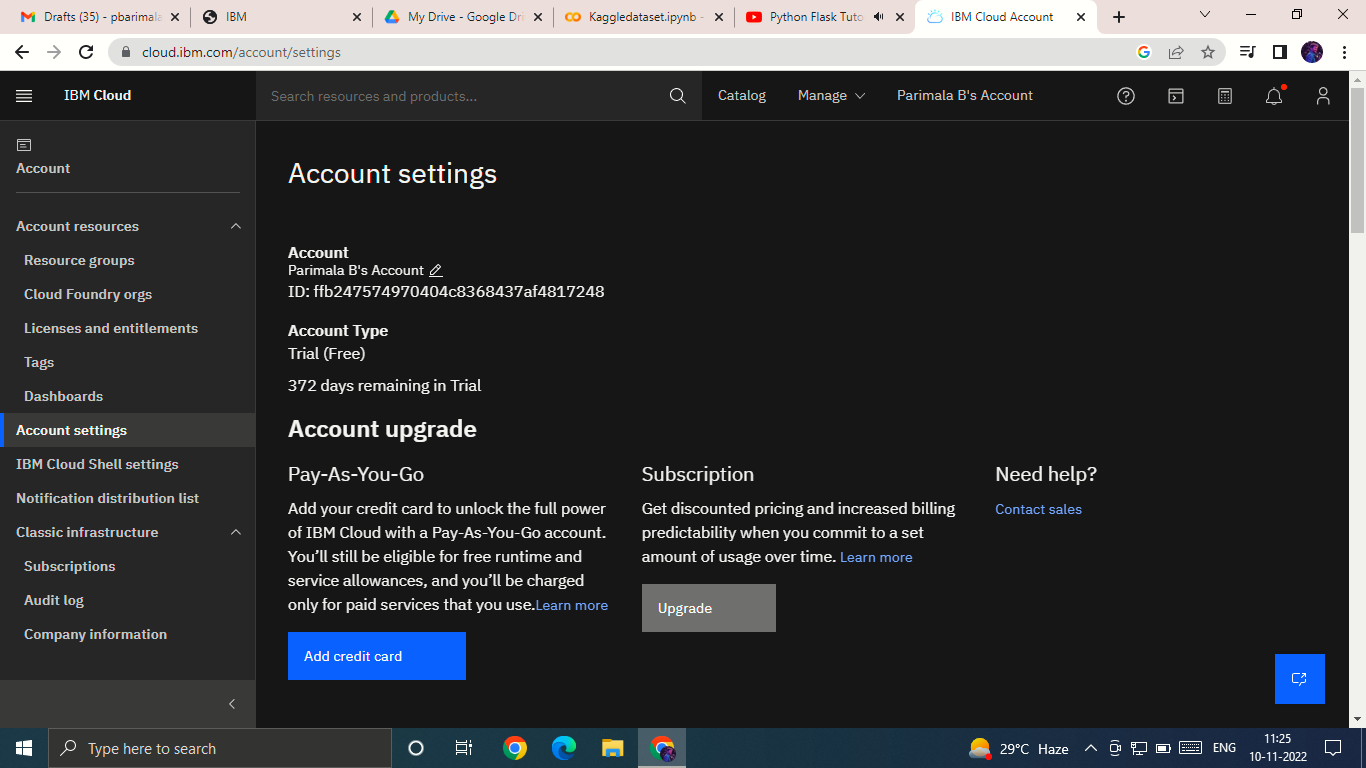 Drafts (35) - pbarimala
IBM
My Drive - Google Dri
Kaggledataset.ipynb -
Python Flask Tuto
IBM Cloud Account
cloud.ibm.com/account/settings
IBM Cloud
Search resources and products...
Catalog
Manage
Parimala B's Account
Account
Account resources
Resource groups
Cloud Foundry orgs
Licenses and entitlements
Tags
Dashboards
Account settings
IBM Cloud Shell settings
Notification distribution list
Classic infrastructure
Subscriptions
Audit log
Company information
Account settings
Account
Parimala B's Account
ID: ffb247574970404c8368437af4817248
Account Type
Trial (Free)
372 days remaining in Trial
Account upgrade
Pay-As-You-Go
Add your credit card to unlock the full power
of IBM Cloud with a Pay-As-You-Go account.
You’ll still be eligible for free runtime and
service allowances, and you’ll be charged
only for paid services that you use.Learn more
Add credit card
Subscription
Get discounted pricing and increased billing
predictability when you commit to a set
amount of usage over time. Learn more
Upgrade
Need help?
Contact sales
Type here to search
29°C Haze
ENG
11:25
10-11-2022